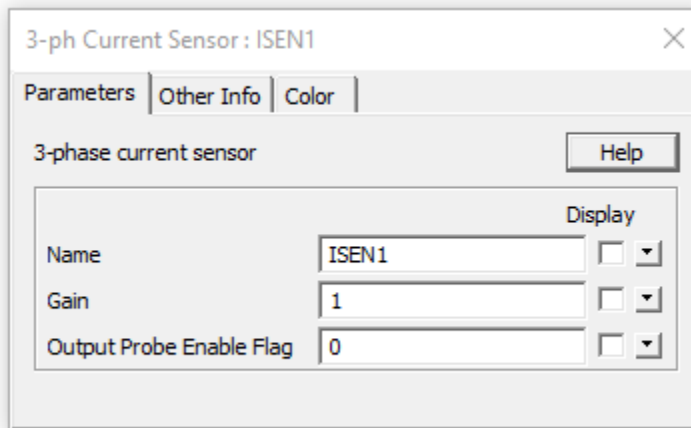 3-ph Current Sensor : ISEN1
Parameters Other Info Color
3-phase current sensor Help
Display
Name ISEN1
Gain 1
Output Probe Enable Flag 0